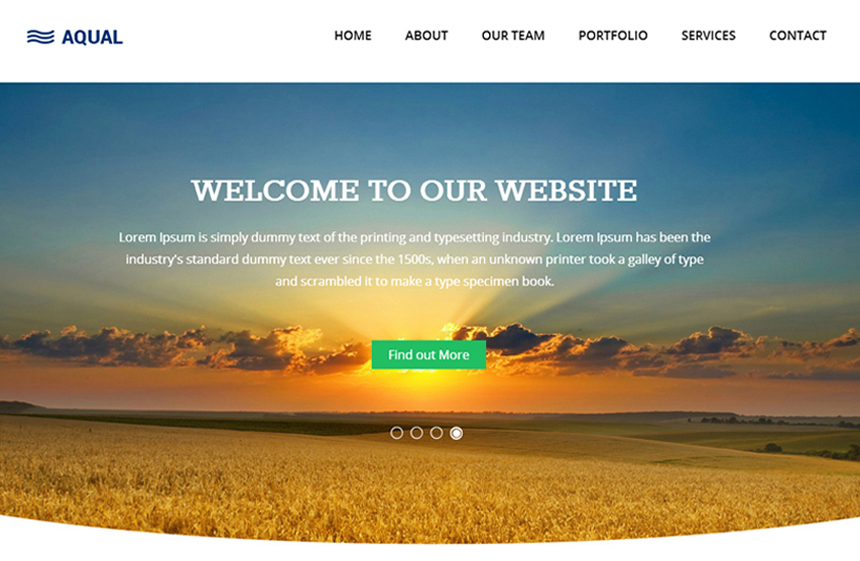 AQUAL
HOME ABOUT OUR TEAM PORTFOLIO SERVICES CONTACT
WELCOME TO OUR WEBSITE
Lorem Ipsum is simply dummy text of the printing and typesetting industry. Lorem Ipsum has been the
industry's standard dummy text ever since the 1500s, when an unknown printer took a galley of type
and scrambled it to make a type specimen book.
Find out More